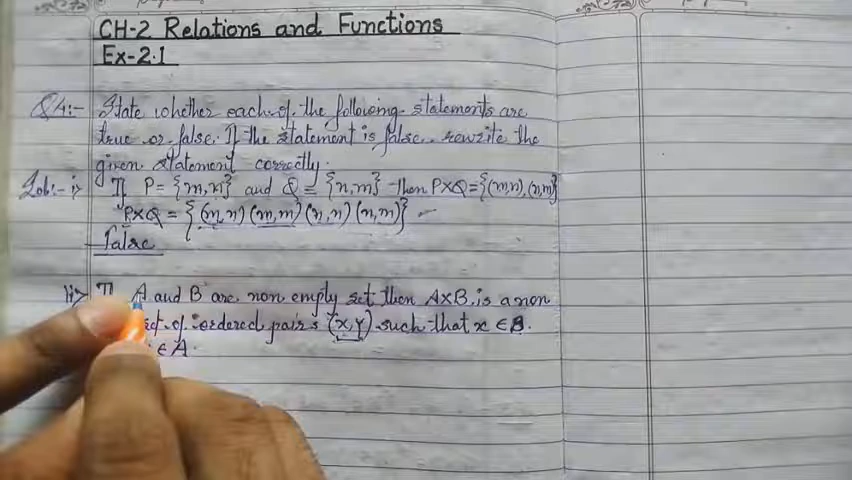 CH-2 Relations and Functions
Ex-2.1
Q4:- State whether each of the following statements are
true or false. If the statement is false, rewrite the
given statement correctly.
Sol:- i> If P = {m,n} and Q = {n,m} then P×Q = {(m,n),(n,m)}
P×Q = {(m,n) (m,m) (n,n) (n,m)}
False
ii> If A and B are non empty set then A×B is a non
set of ordered pairs (x,y) such that x ∈ B
∈ A.